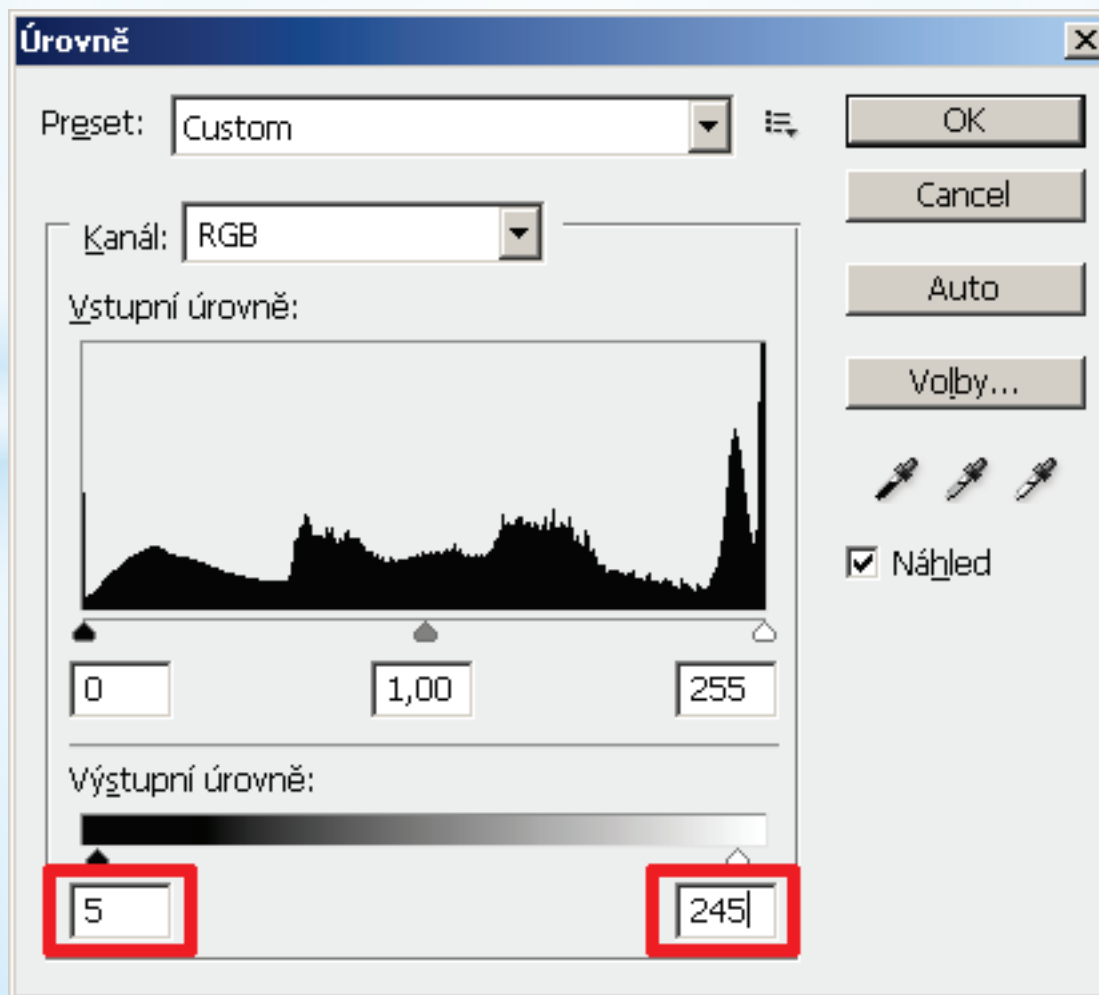 Úrovně
Preset: Custom
OK
Cancel
Kanál: RGB
Auto
Vstupní úrovně:
Volby...
Náhled
0 1,00 255
Výstupní úrovně:
5 245